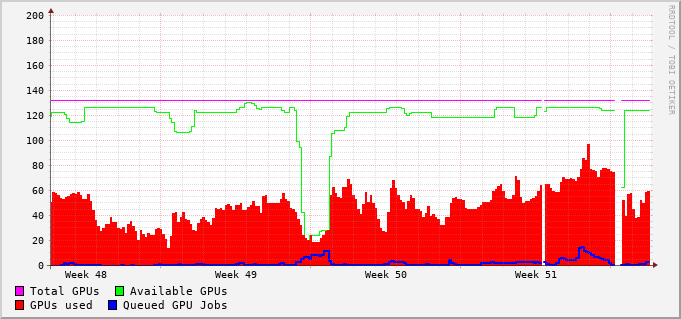 200
180
160
140
120
100
80
60
40
20
0
Week 48 Week 49 Week 50 Week 51
Total GPUs Available GPUs
GPUs used Queued GPU Jobs
RRDTOOL / TOBI OETIKER